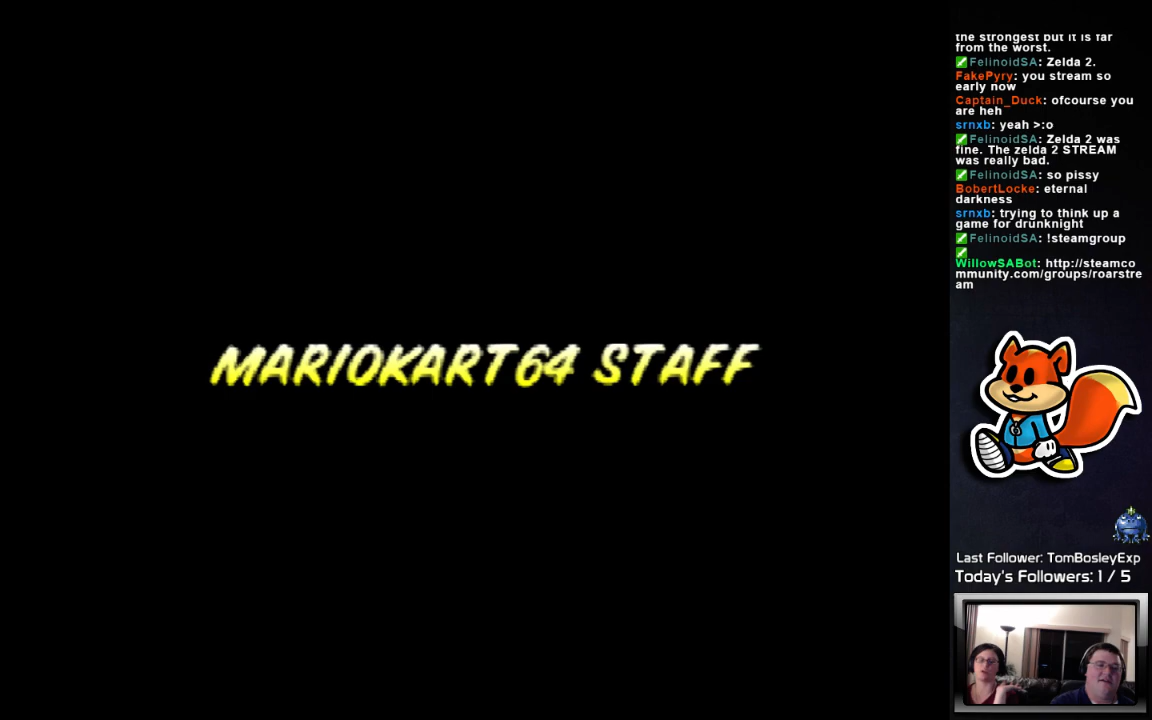 MARIOKART64 STAFF
the strongest but it is far
from the worst.
FelinoidSA: Zelda 2.
FakePyry: you stream so
early now
Captain_Duck: ofcourse you
are heh
srnxb: yeah >:o
FelinoidSA: Zelda 2 was
fine. The zelda 2 STREAM
was really bad.
FelinoidSA: so pissy
BobertLocke: eternal
darkness
srnxb: trying to think up a
game for drunknight
FelinoidSA: !steamgroup
WillowSABot: http://steamco
mmunity.com/groups/roarstre
am
Last Follower: TomBosleyExp
Today's Followers: 1 / 5